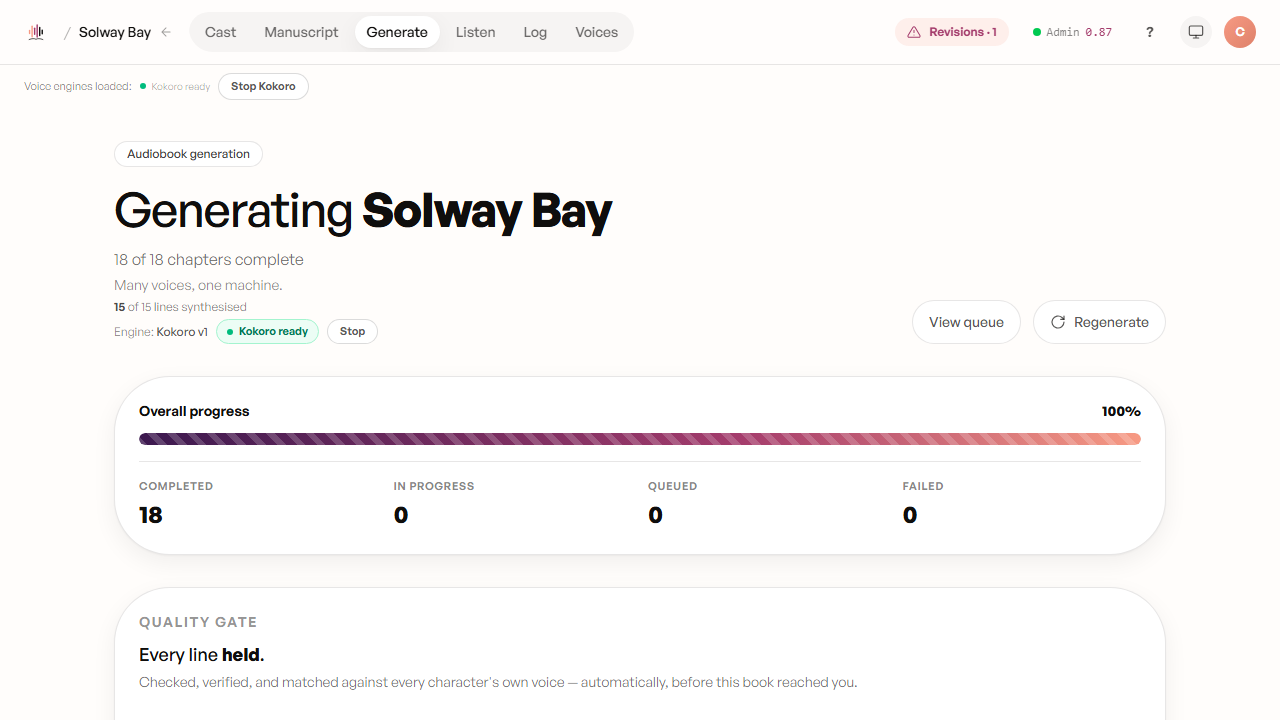 / Solway Bay ← Cast Manuscript Generate Listen Log Voices Revisions · 1 Admin 0.87 ? C
Voice engines loaded: Kokoro ready Stop Kokoro
Audiobook generation
Generating Solway Bay
18 of 18 chapters complete
Many voices, one machine.
15 of 15 lines synthesised
Engine: Kokoro v1 Kokoro ready Stop View queue Regenerate
Overall progress 100%
COMPLETED IN PROGRESS QUEUED FAILED
18 0 0 0
QUALITY GATE
Every line held.
Checked, verified, and matched against every character's own voice — automatically, before this book reached you.